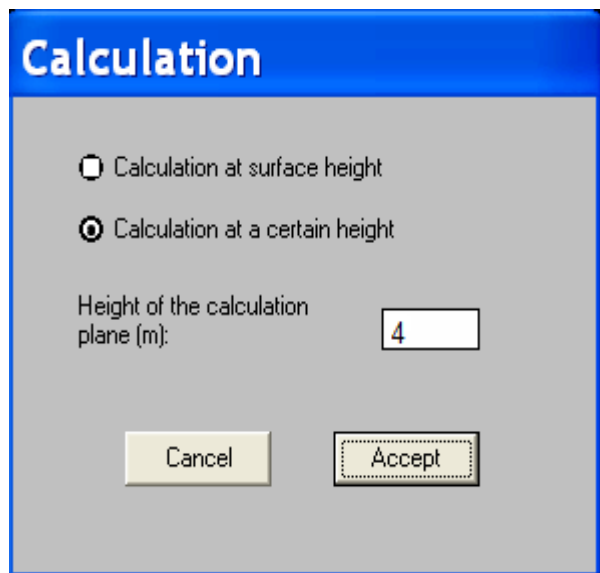 Calculation
Calculation at surface height
Calculation at a certain height
Height of the calculation
plane (m):
4
Cancel
Accept